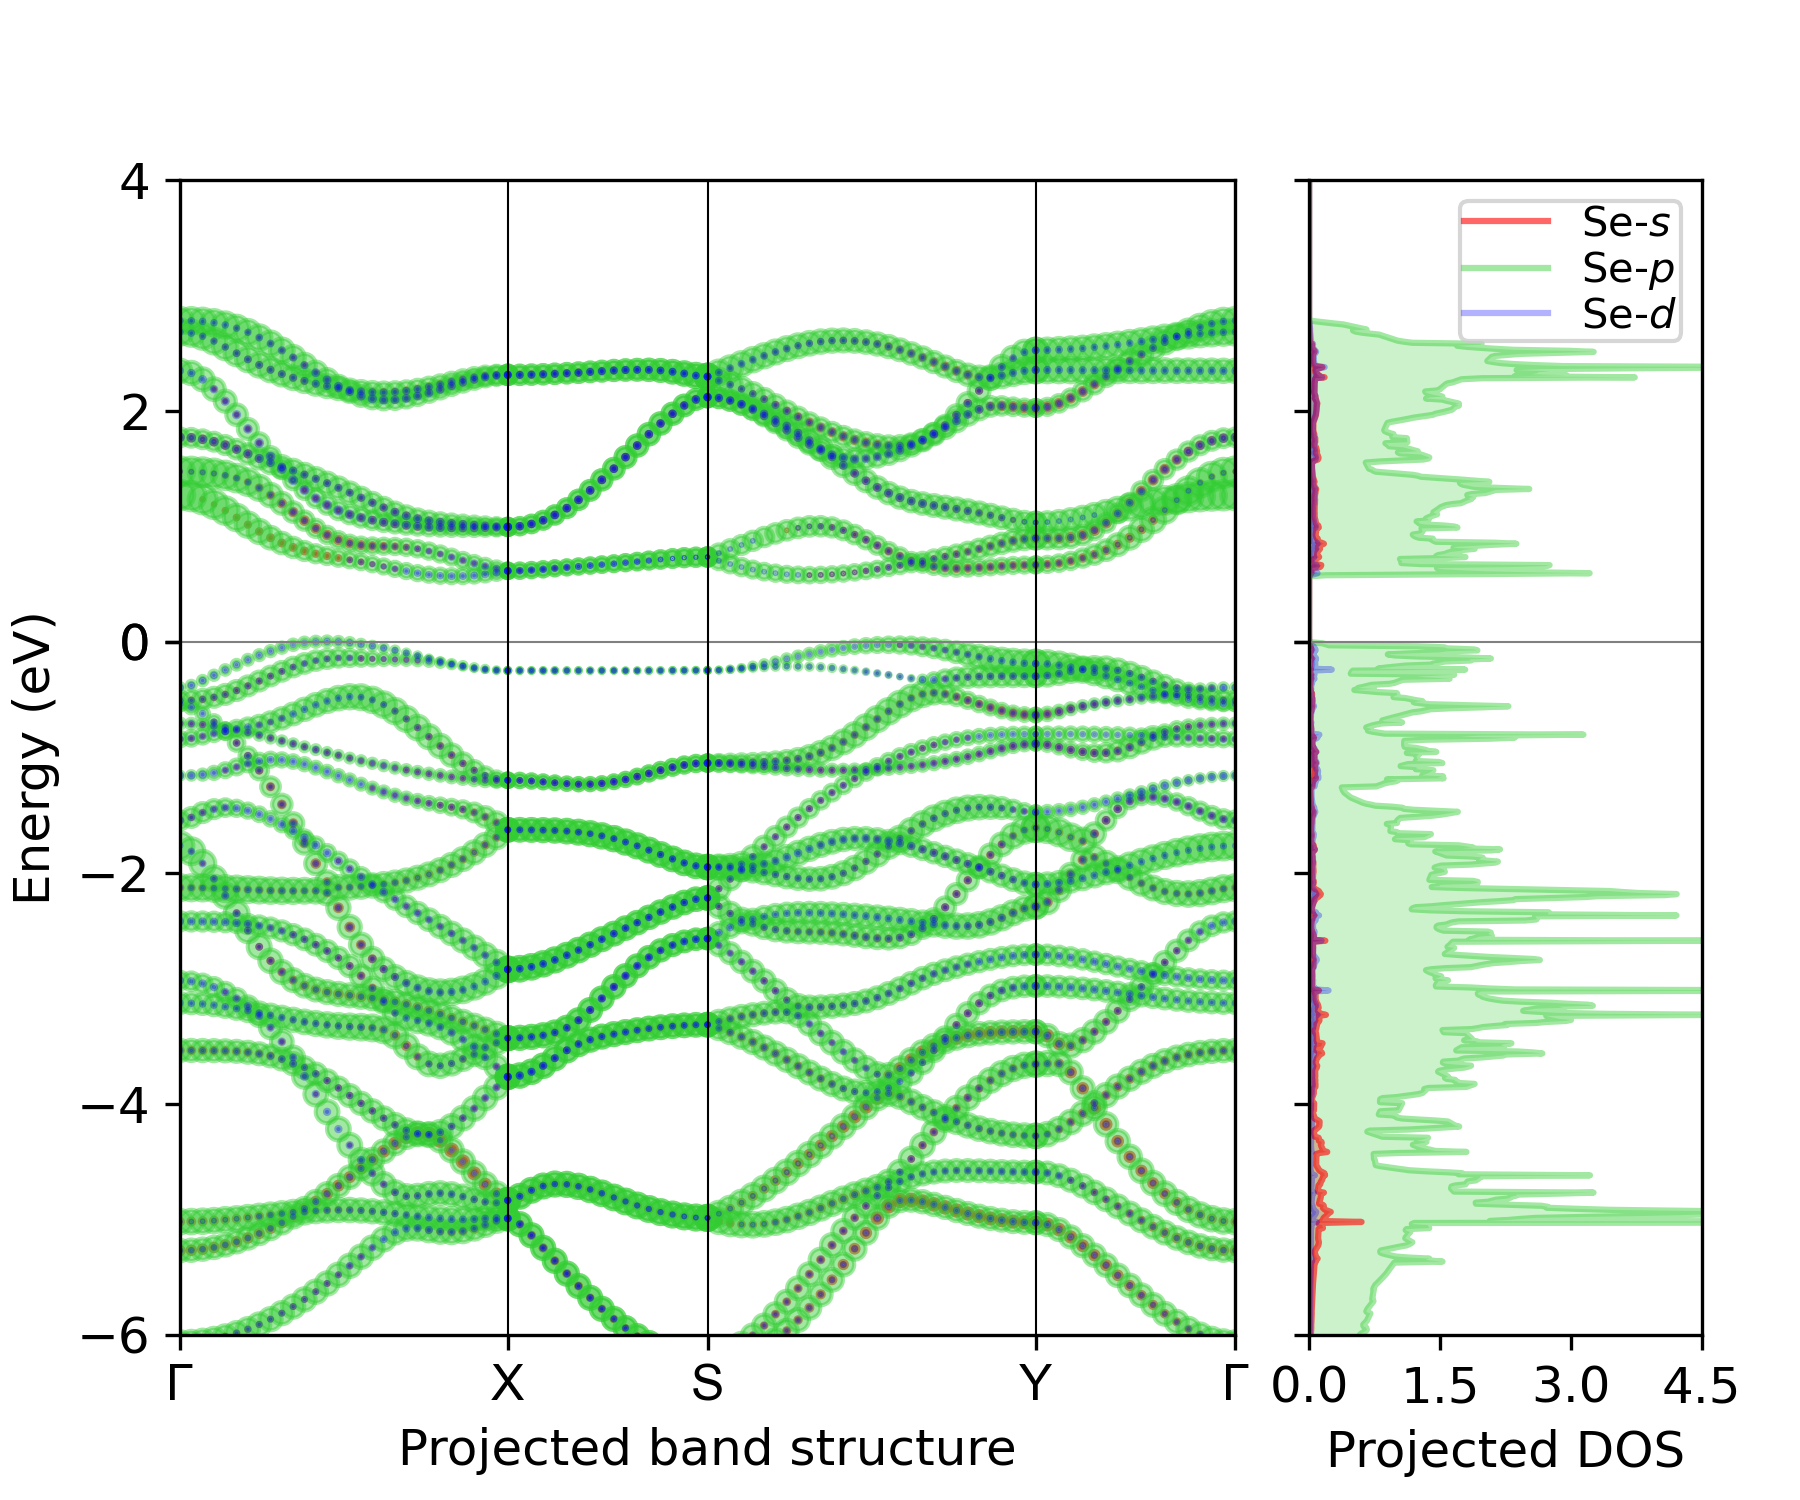 4
2
0
−2
−4
−6
Energy (eV)
Γ
X
S
Y
Γ
Projected band structure
Se-s
Se-p
Se-d
0.0
1.5
3.0
4.5
Projected DOS